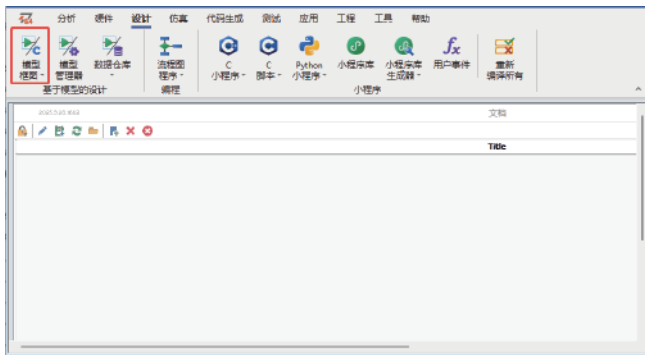 分析 硬件 设计 仿真 代码生成 测试 应用 工程 工具 帮助
模型 模型 数据仓库 流程图 C C Python 小程序库 小程序库 用户事件 重新
框图 管理器 程序 小程序 脚本 小程序 生成器 编译所有
基于模型的设计 编程 小程序
文档
Title